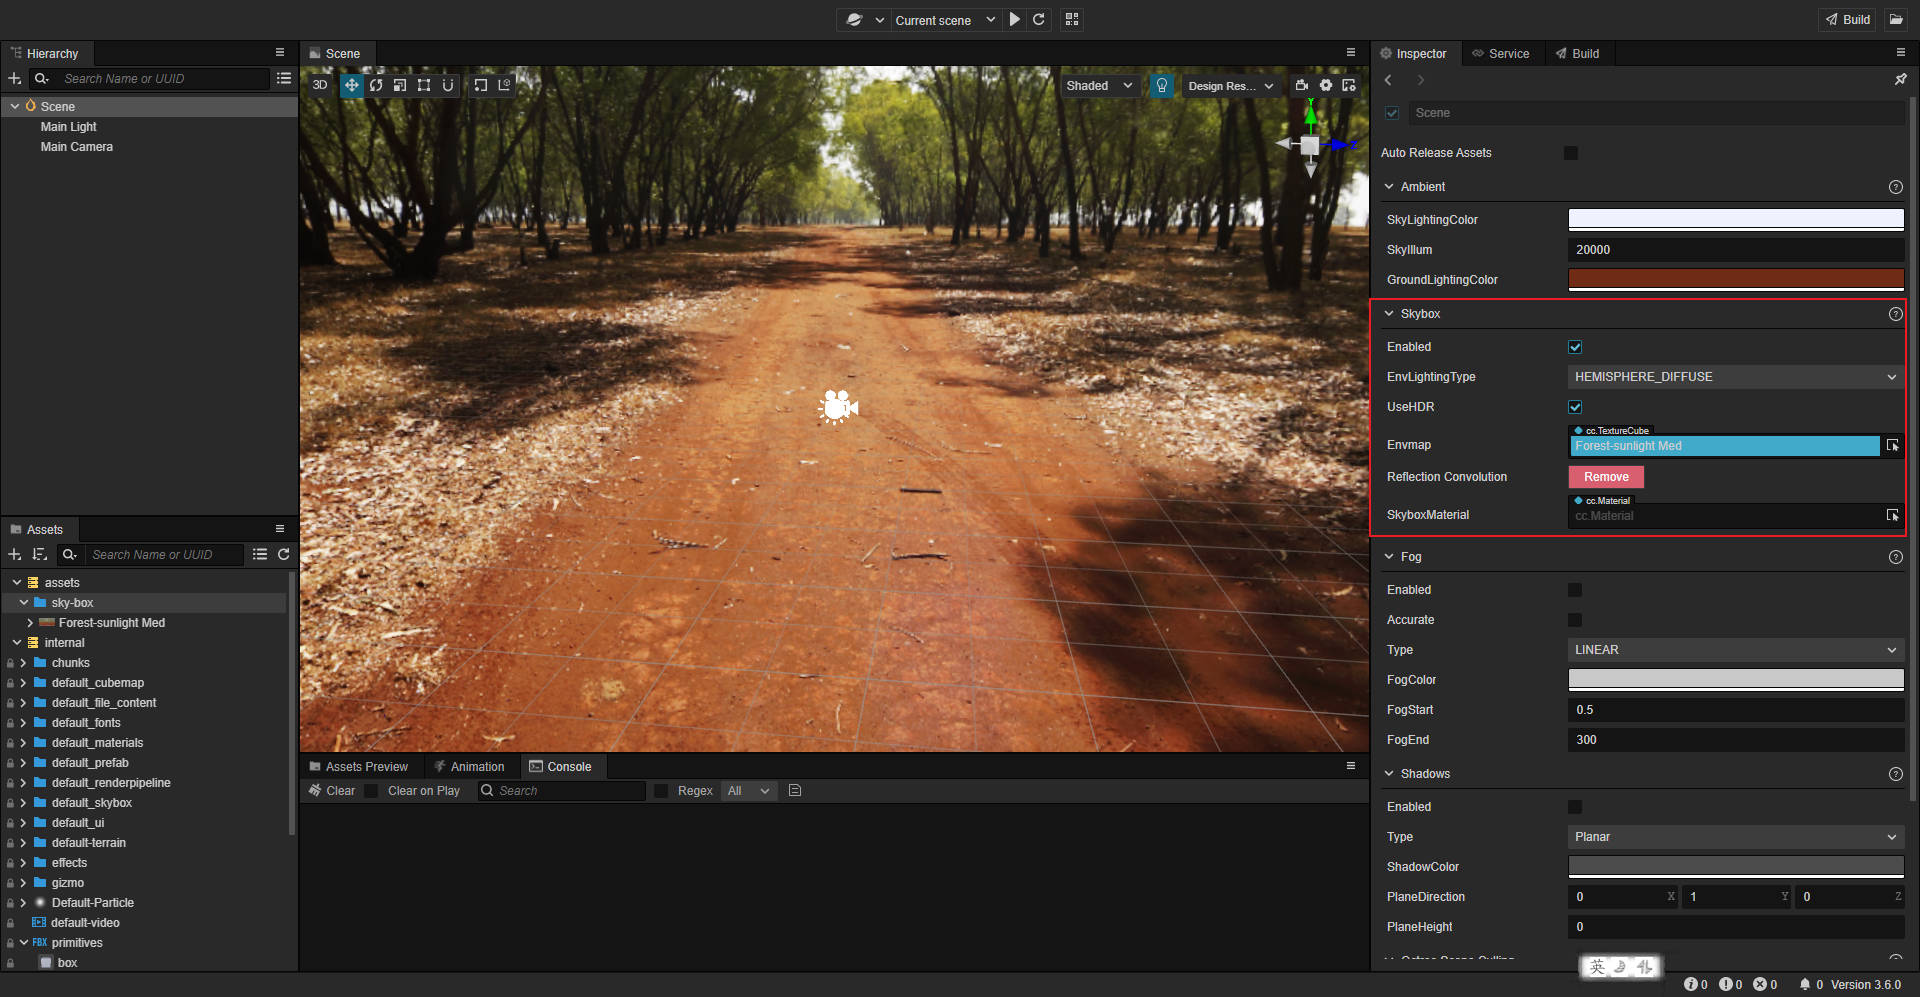 Current scene
Build
Hierarchy
Search Name or UUID
Scene
Main Light
Main Camera
Scene
3D
Shaded
Design Res...
Y
Z
Assets
Search Name or UUID
assets
sky-box
Forest-sunlight Med
internal
chunks
default_cubemap
default_file_content
default_fonts
default_materials
default_prefab
default_renderpipeline
default_skybox
default_ui
default-terrain
effects
gizmo
Default-Particle
default-video
FBX primitives
box
Assets Preview
Animation
Console
Clear
Clear on Play
Search
Regex
All
Inspector
Service
Build
Scene
Auto Release Assets
Ambient
SkyLightingColor
SkyIllum 20000
GroundLightingColor
Skybox
Enabled
EnvLightingType HEMISPHERE_DIFFUSE
UseHDR
cc.TextureCube
Envmap Forest-sunlight Med
Reflection Convolution Remove
cc.Material
SkyboxMaterial cc.Material
Fog
Enabled
Accurate
Type LINEAR
FogColor
FogStart 0.5
FogEnd 300
Shadows
Enabled
Type Planar
ShadowColor
PlaneDirection 0 X 1 Y 0 Z
PlaneHeight 0
英
0 0 0 0 Version 3.6.0